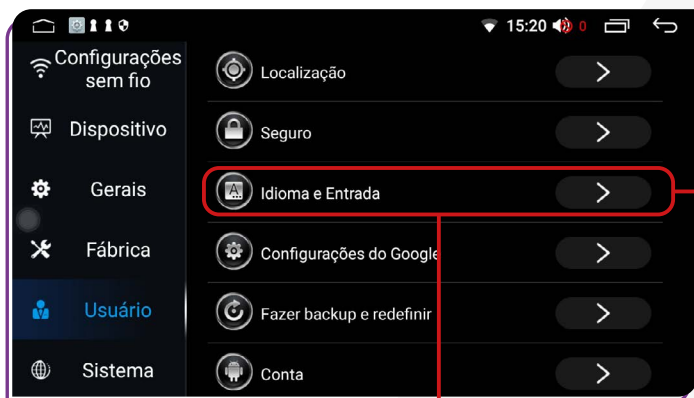 15:20 0
Configurações
sem fio
Dispositivo
Gerais
Fábrica
Usuário
Sistema
Localização
Seguro
Idioma e Entrada
Configurações do Google
Fazer backup e redefinir
Conta